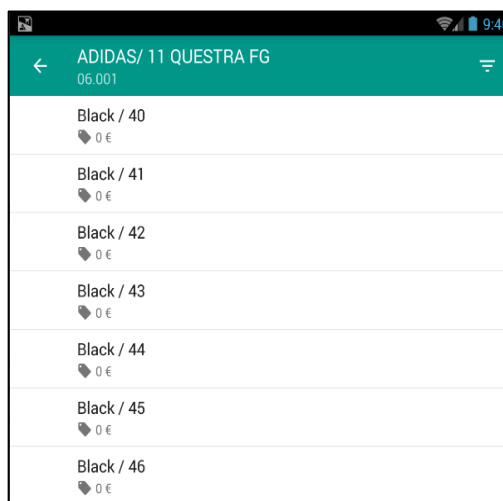 9:4
ADIDAS/ 11 QUESTRA FG
06.001
Black / 40
0 €
Black / 41
0 €
Black / 42
0 €
Black / 43
0 €
Black / 44
0 €
Black / 45
0 €
Black / 46
0 €